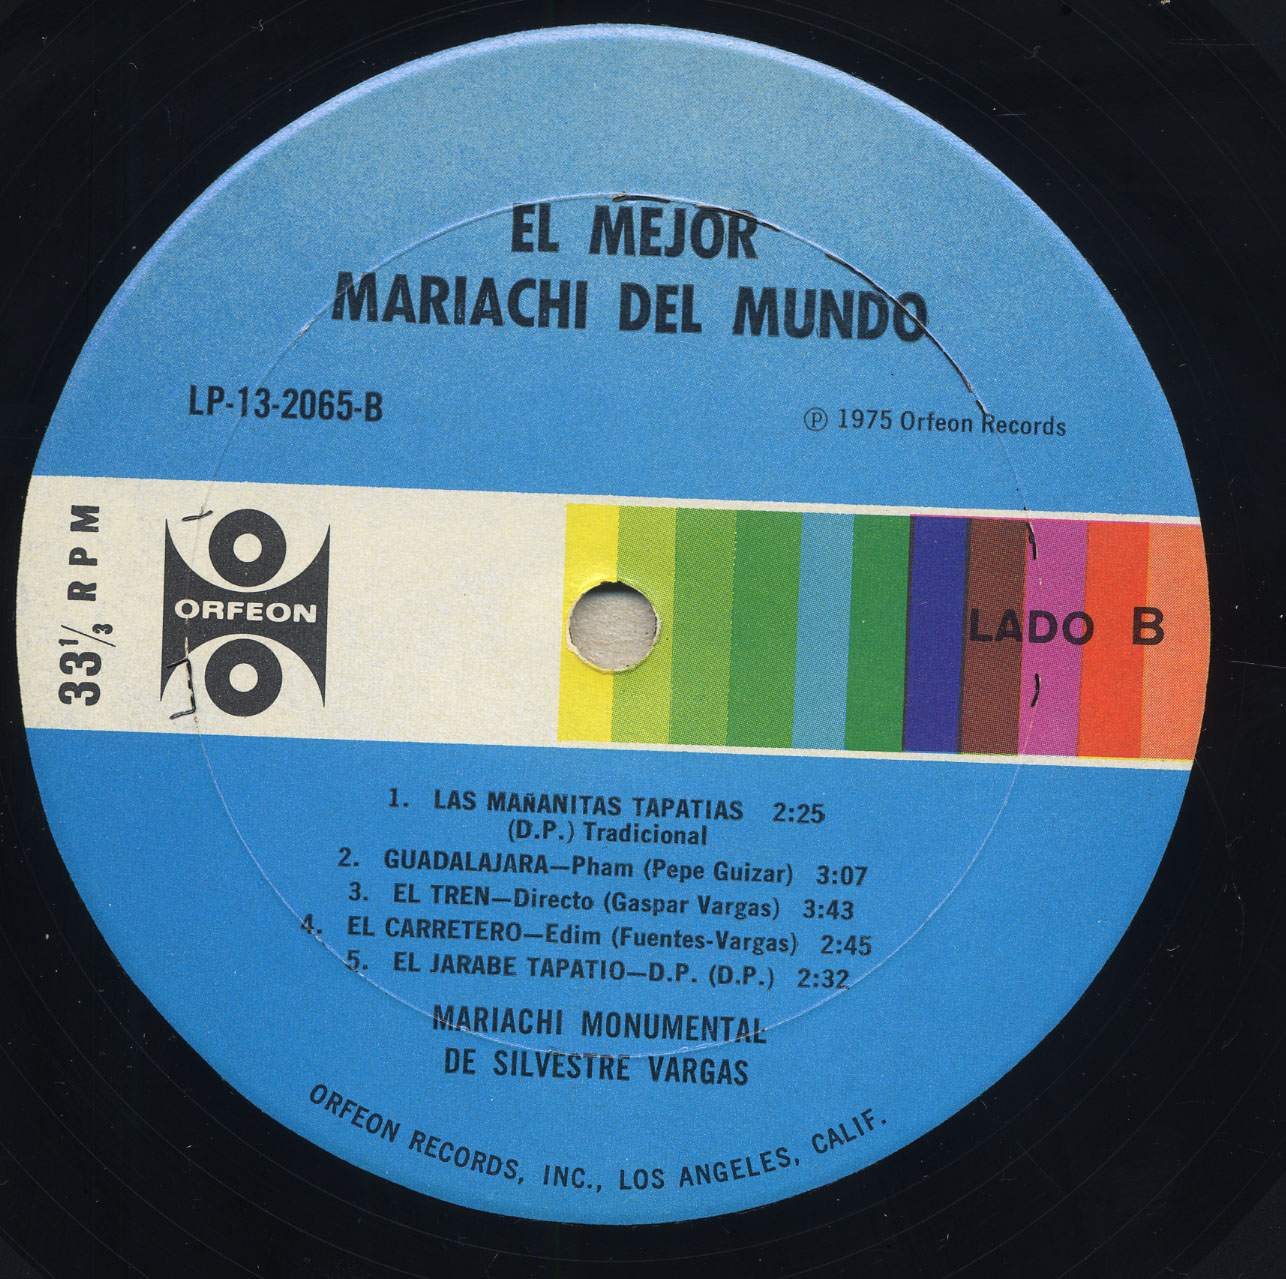 EL MEJOR
MARIACHI DEL MUNDO
LP-13-2065-B
℗ 1975 Orfeon Records
33 1/3 RPM
ORFEON
LADO B
1. LAS MAÑANITAS TAPATIAS 2:25
(D.P.) Tradicional
2. GUADALAJARA—Pham (Pepe Guizar) 3:07
3. EL TREN—Directo (Gaspar Vargas) 3:43
4. EL CARRETERO—Edim (Fuentes-Vargas) 2:45
5. EL JARABE TAPATIO—D.P. (D.P.) 2:32
MARIACHI MONUMENTAL
DE SILVESTRE VARGAS
ORFEON RECORDS, INC., LOS ANGELES, CALIF.